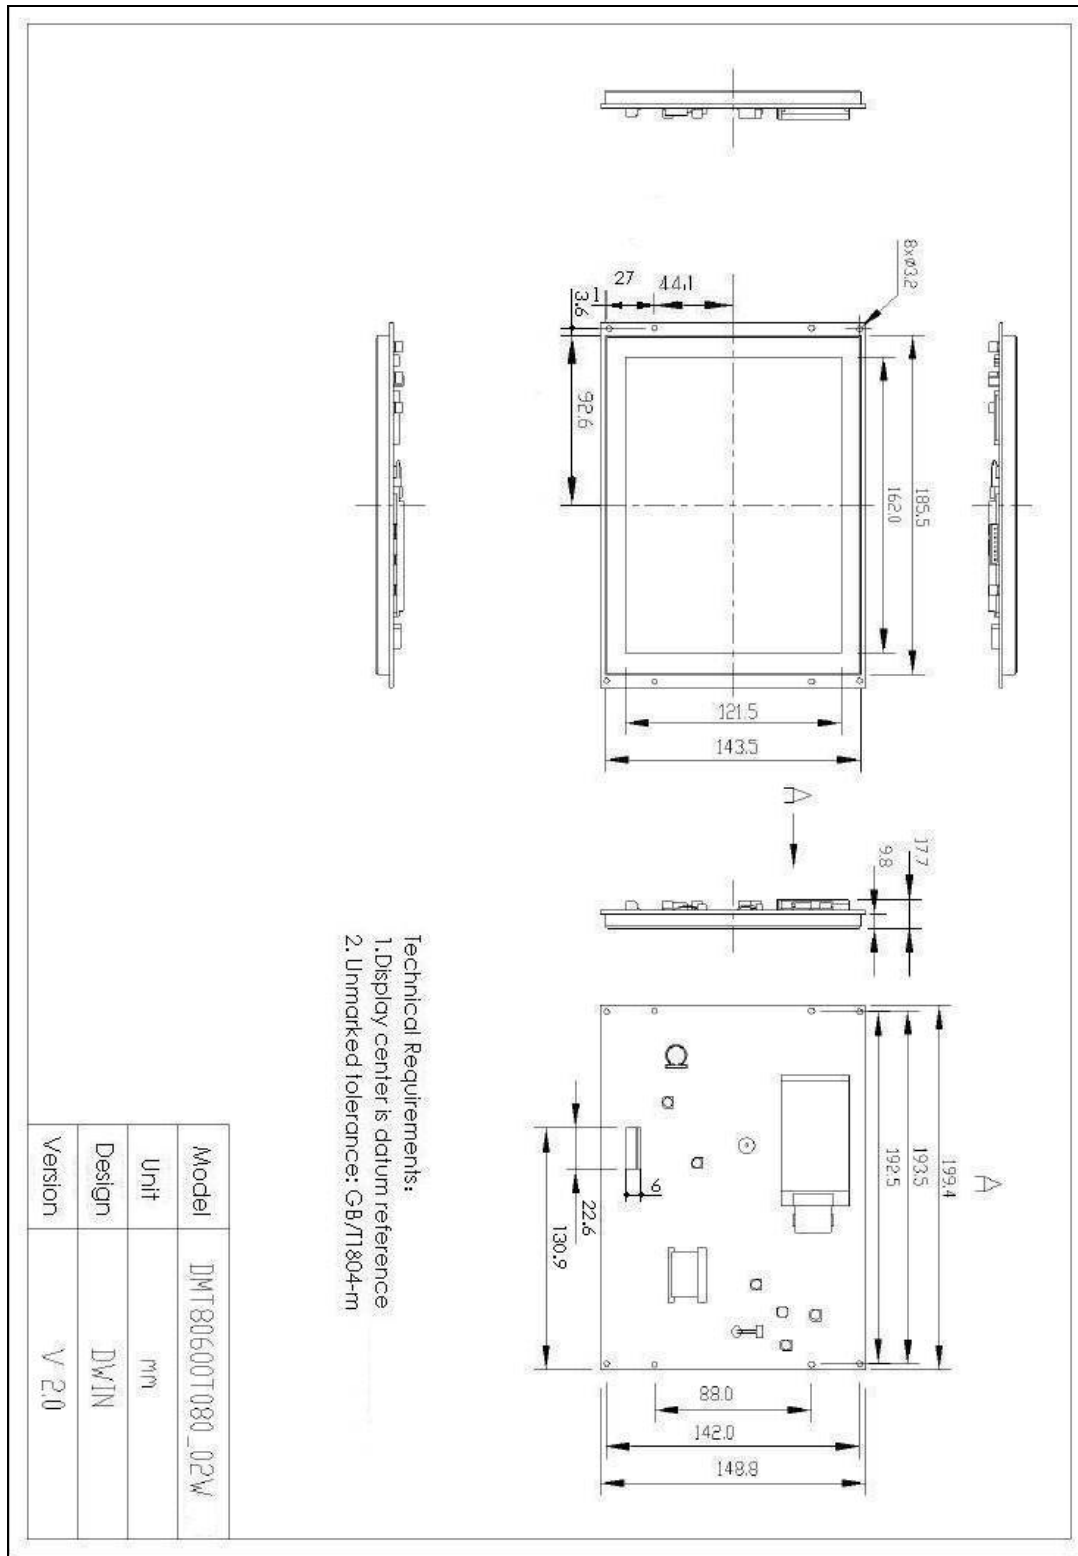 8xø3.2
27
44.1
1
3.6
92.6
162.0
185.5
121.5
143.5
A
17.7
9.8
199.4
193.5
192.5
A
6
22.6
130.9
88.0
142.0
148.8
Technical Requirements:
1.Display center is datum reference
2. Unmarked tolerance: GB/T1804-m
Model DMT80600T080_02W
Unit mm
Design DWIN
Version V 2.0